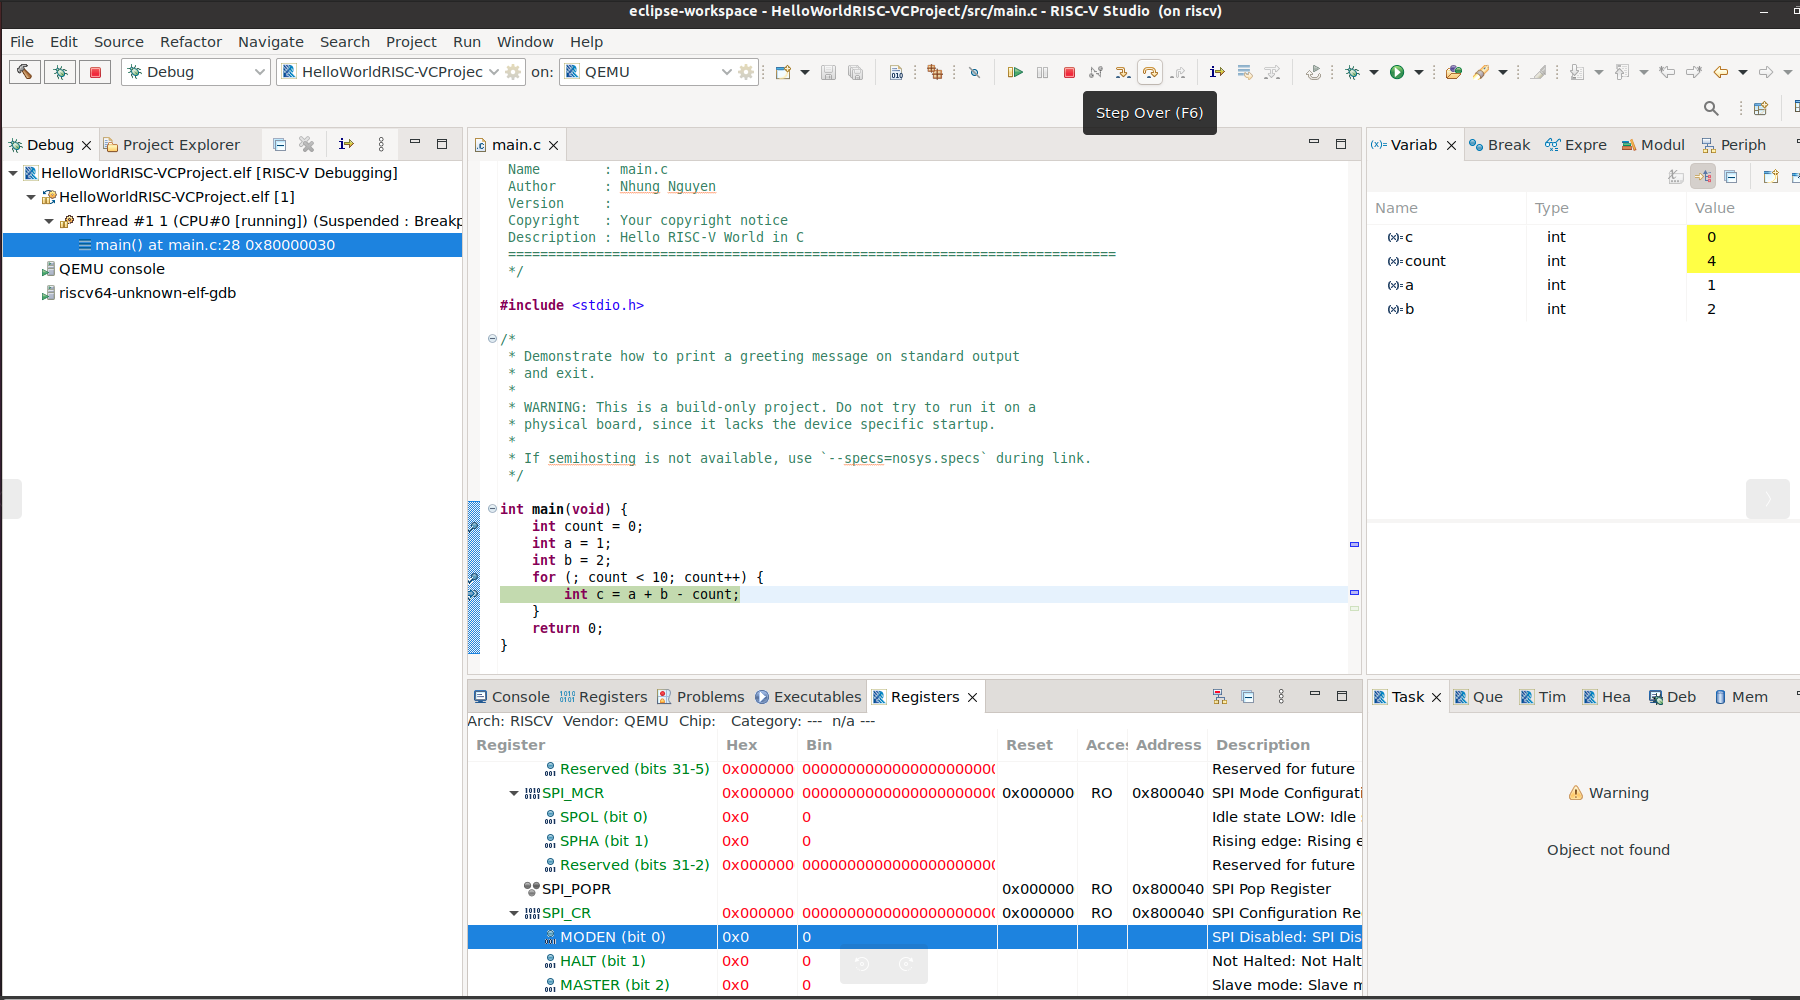 eclipse-workspace - HelloWorldRISC-VCProject/src/main.c - RISC-V Studio (on riscv)
File Edit Source Refactor Navigate Search Project Run Window Help
Debug HelloWorldRISC-VCProjec on: QEMU
Step Over (F6)
Debug Project Explorer
HelloWorldRISC-VCProject.elf [RISC-V Debugging]
HelloWorldRISC-VCProject.elf [1]
Thread #1 1 (CPU#0 [running]) (Suspended : Breakp
main() at main.c:28 0x80000030
QEMU console
riscv64-unknown-elf-gdb
main.c
Name : main.c
Author : Nhung Nguyen
Version :
Copyright : Your copyright notice
Description : Hello RISC-V World in C
============================================================================
*/
#include <stdio.h>
/*
* Demonstrate how to print a greeting message on standard output
* and exit.
*
* WARNING: This is a build-only project. Do not try to run it on a
* physical board, since it lacks the device specific startup.
*
* If semihosting is not available, use `--specs=nosys.specs` during link.
*/
int main(void) {
int count = 0;
int a = 1;
int b = 2;
for (; count < 10; count++) {
int c = a + b - count;
}
return 0;
}
(x)= Variab Break Expre Modul Periph
Name Type Value
(x)= c int 0
(x)= count int 4
(x)= a int 1
(x)= b int 2
Console Registers Problems Executables Registers
Arch: RISCV Vendor: QEMU Chip: Category: --- n/a ---
Register Hex Bin Reset Acces Address Description
Reserved (bits 31-5) 0x000000 000000000000000000000000 Reserved for future
SPI_MCR 0x000000 000000000000000000000000 0x000000 RO 0x800040 SPI Mode Configurati
SPOL (bit 0) 0x0 0 Idle state LOW: Idle
SPHA (bit 1) 0x0 0 Rising edge: Rising e
Reserved (bits 31-2) 0x000000 000000000000000000000000 Reserved for future
SPI_POPR 0x000000 RO 0x800040 SPI Pop Register
SPI_CR 0x000000 000000000000000000000000 0x000000 RO 0x800040 SPI Configuration Re
MODEN (bit 0) 0x0 0 SPI Disabled: SPI Dis
HALT (bit 1) 0x0 0 Not Halted: Not Halt
MASTER (bit 2) 0x0 0 Slave mode: Slave m
Task Que Tim Hea Deb Mem
Warning
Object not found